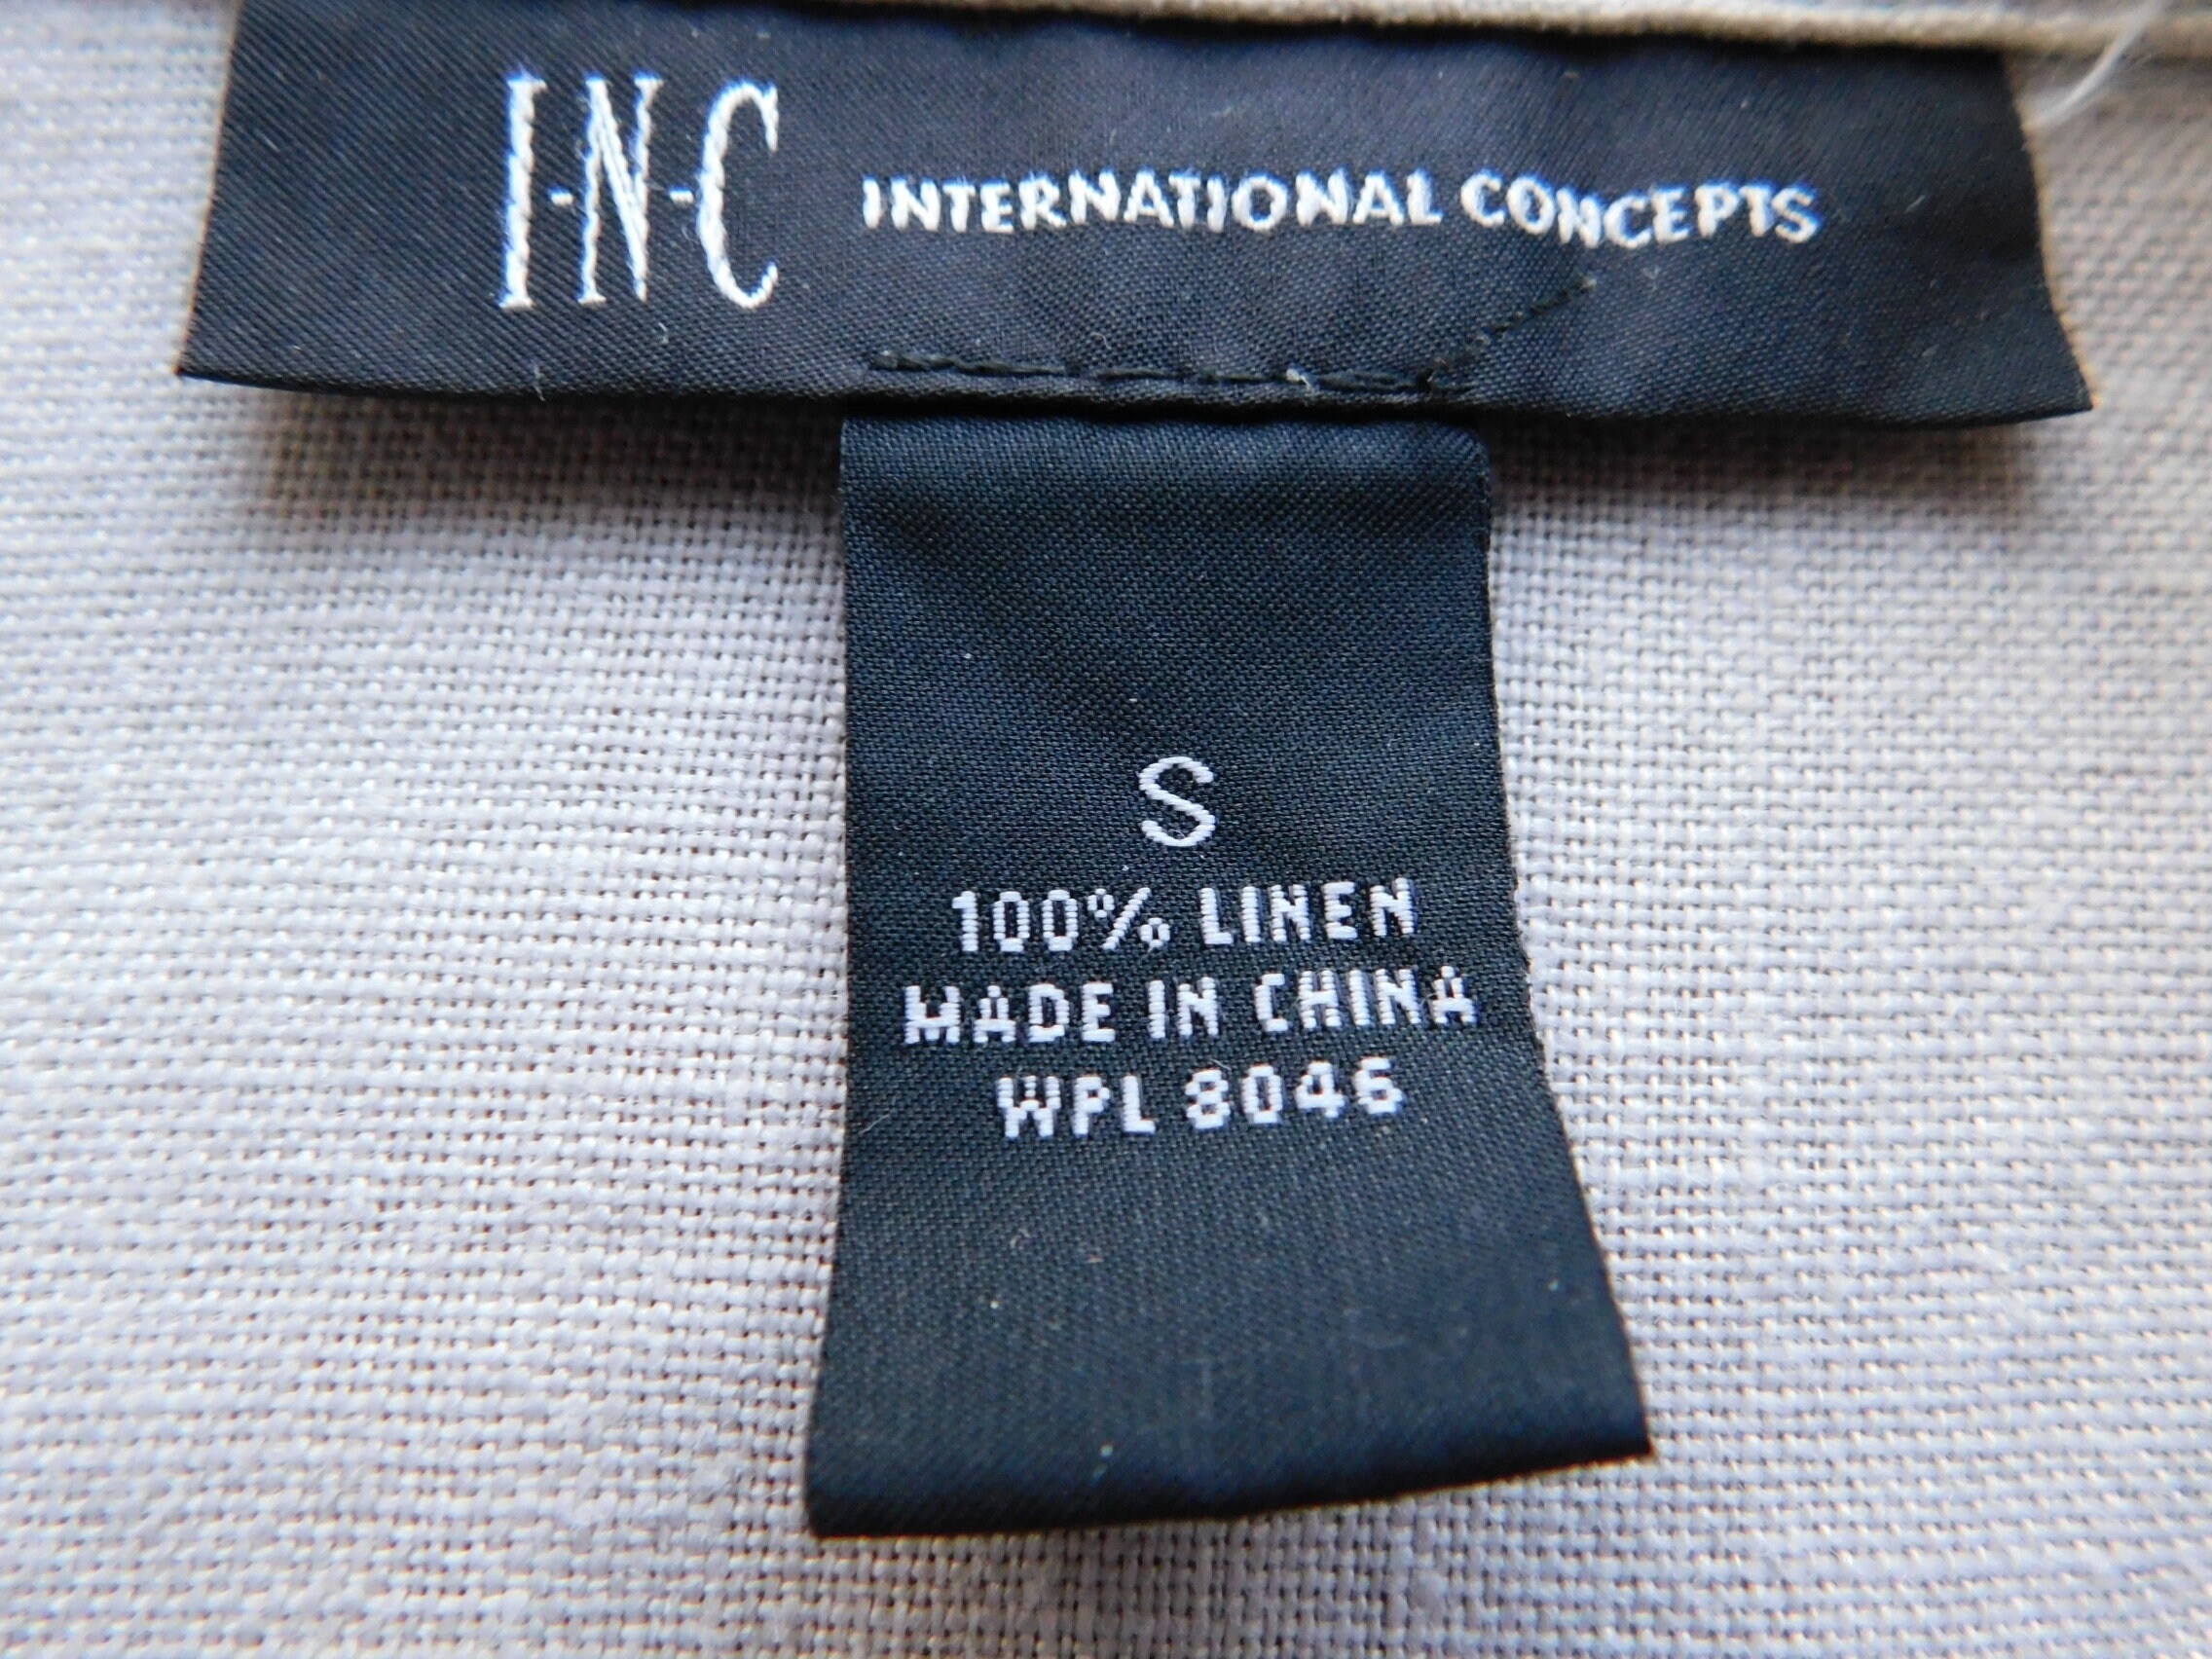 I-N-C INTERNATIONAL CONCEPTS
S
100% LINEN
MADE IN CHINA
WPL 8046